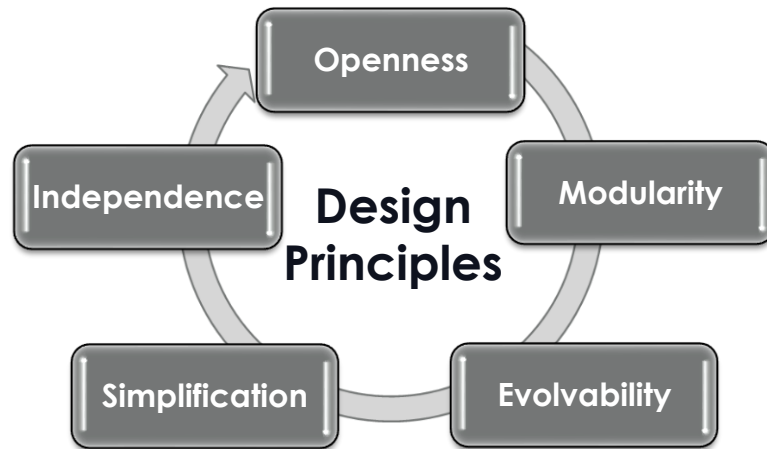 Openness
Modularity
Evolvability
Simplification
Independence
Design
Principles